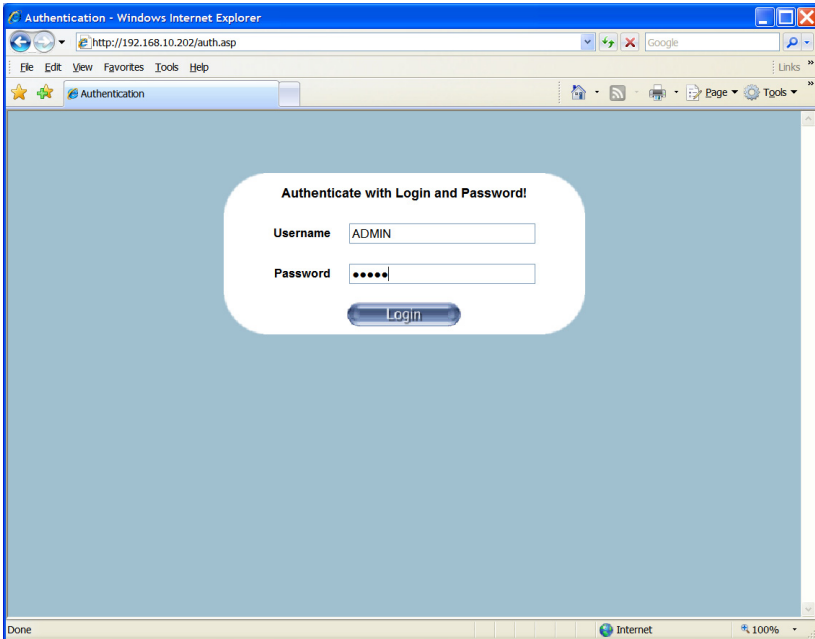 Authentication - Windows Internet Explorer
http://192.168.10.202/auth.asp
Google
File Edit View Favorites Tools Help
Links »
Authentication
Page Tools »
Authenticate with Login and Password!
Username ADMIN
Password •••••
Login
Done
Internet
100%